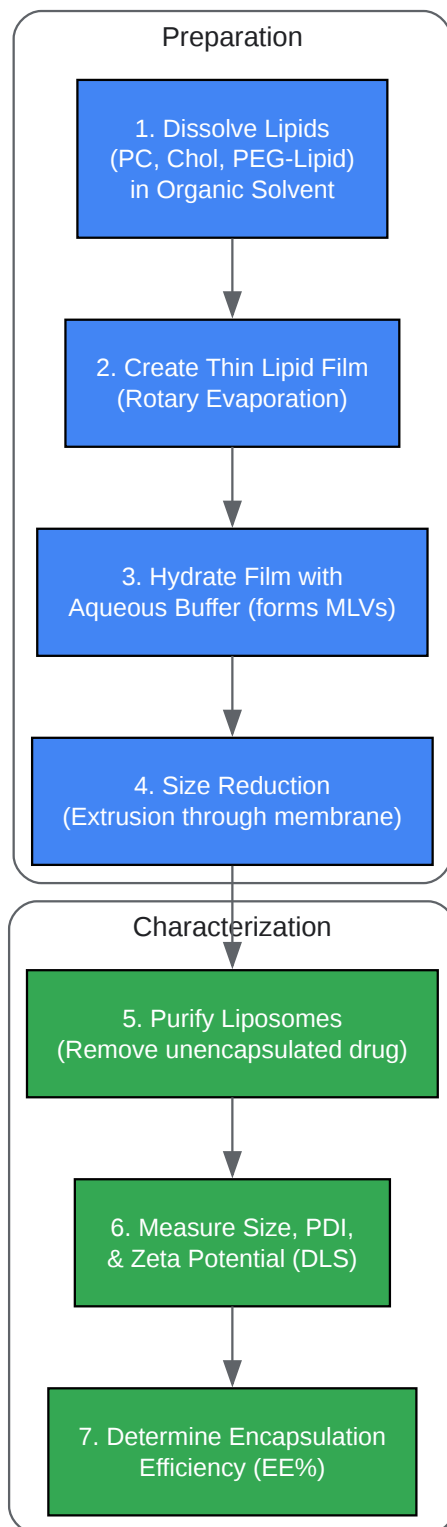 Preparation
1. Dissolve Lipids
(PC, Chol, PEG-Lipid)
in Organic Solvent
2. Create Thin Lipid Film
(Rotary Evaporation)
3. Hydrate Film with
Aqueous Buffer (forms MLVs)
4. Size Reduction
(Extrusion through membrane)
Characterization
5. Purify Liposomes
(Remove unencapsulated drug)
6. Measure Size, PDI,
& Zeta Potential (DLS)
7. Determine Encapsulation
Efficiency (EE%)